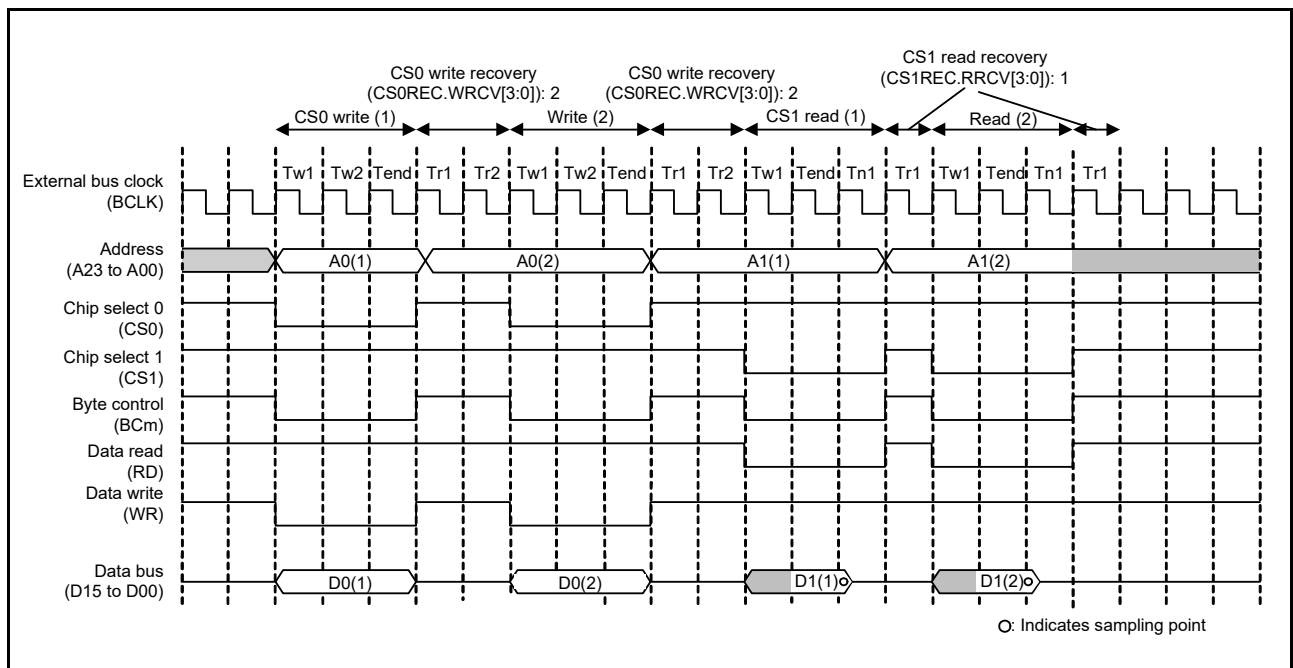 CS1 read recovery
(CS1REC.RRCV[3:0]): 1
CS0 write recovery
(CS0REC.WRCV[3:0]): 2
CS0 write recovery
(CS0REC.WRCV[3:0]): 2
CS0 write (1)
Write (2)
CS1 read (1)
Read (2)
External bus clock
(BCLK)
Tw1 Tw2 Tend Tr1 Tr2 Tw1 Tw2 Tend Tr1 Tr2 Tw1 Tend Tn1 Tr1 Tw1 Tend Tn1 Tr1
Address
(A23 to A00)
A0(1) A0(2) A1(1) A1(2)
Chip select 0
(CS0)
Chip select 1
(CS1)
Byte control
(BCm)
Data read
(RD)
Data write
(WR)
Data bus
(D15 to D00)
D0(1) D0(2) D1(1) D1(2)
: Indicates sampling point